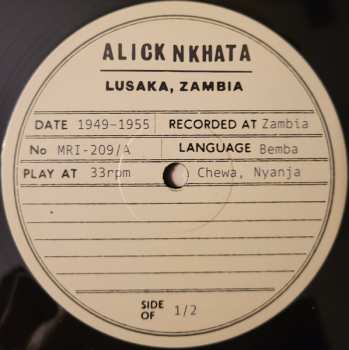 ALICK NKHATA
LUSAKA, ZAMBIA
DATE 1949-1955 RECORDED AT Zambia
No MRI-209/A LANGUAGE Bemba
PLAY AT 33rpm Chewa, Nyanja
SIDE OF 1/2